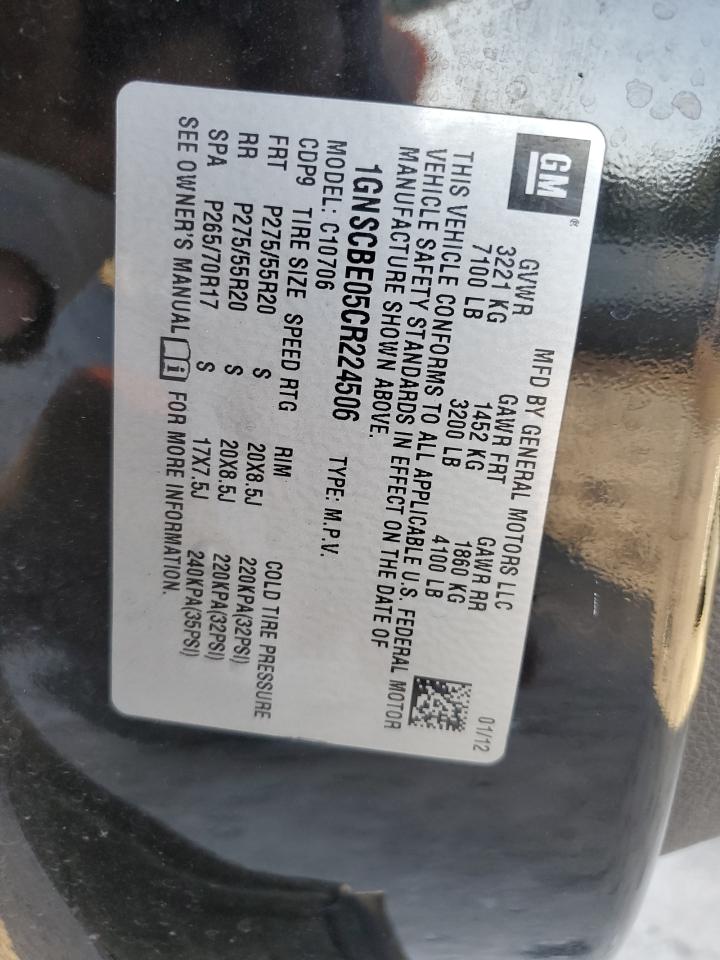 GM ®
MFD BY GENERAL MOTORS LLC 01/12
GVWR GAWR FRT GAWR RR
3221 KG 1452 KG 1860 KG
7100 LB 3200 LB 4100 LB
THIS VEHICLE CONFORMS TO ALL APPLICABLE U.S. FEDERAL MOTOR
VEHICLE SAFETY STANDARDS IN EFFECT ON THE DATE OF
MANUFACTURE SHOWN ABOVE.
1GNSCBE05CR224506 TYPE: M.P.V.
MODEL: C10706
CDP9 TIRE SIZE SPEED RTG RIM COLD TIRE PRESSURE
FRT P275/55R20 S 20X8.5J 220KPA(32PSI)
RR P275/55R20 S 20X8.5J 220KPA(32PSI)
SPA P265/70R17 S 17X7.5J 240KPA(35PSI)
SEE OWNER'S MANUAL i FOR MORE INFORMATION.